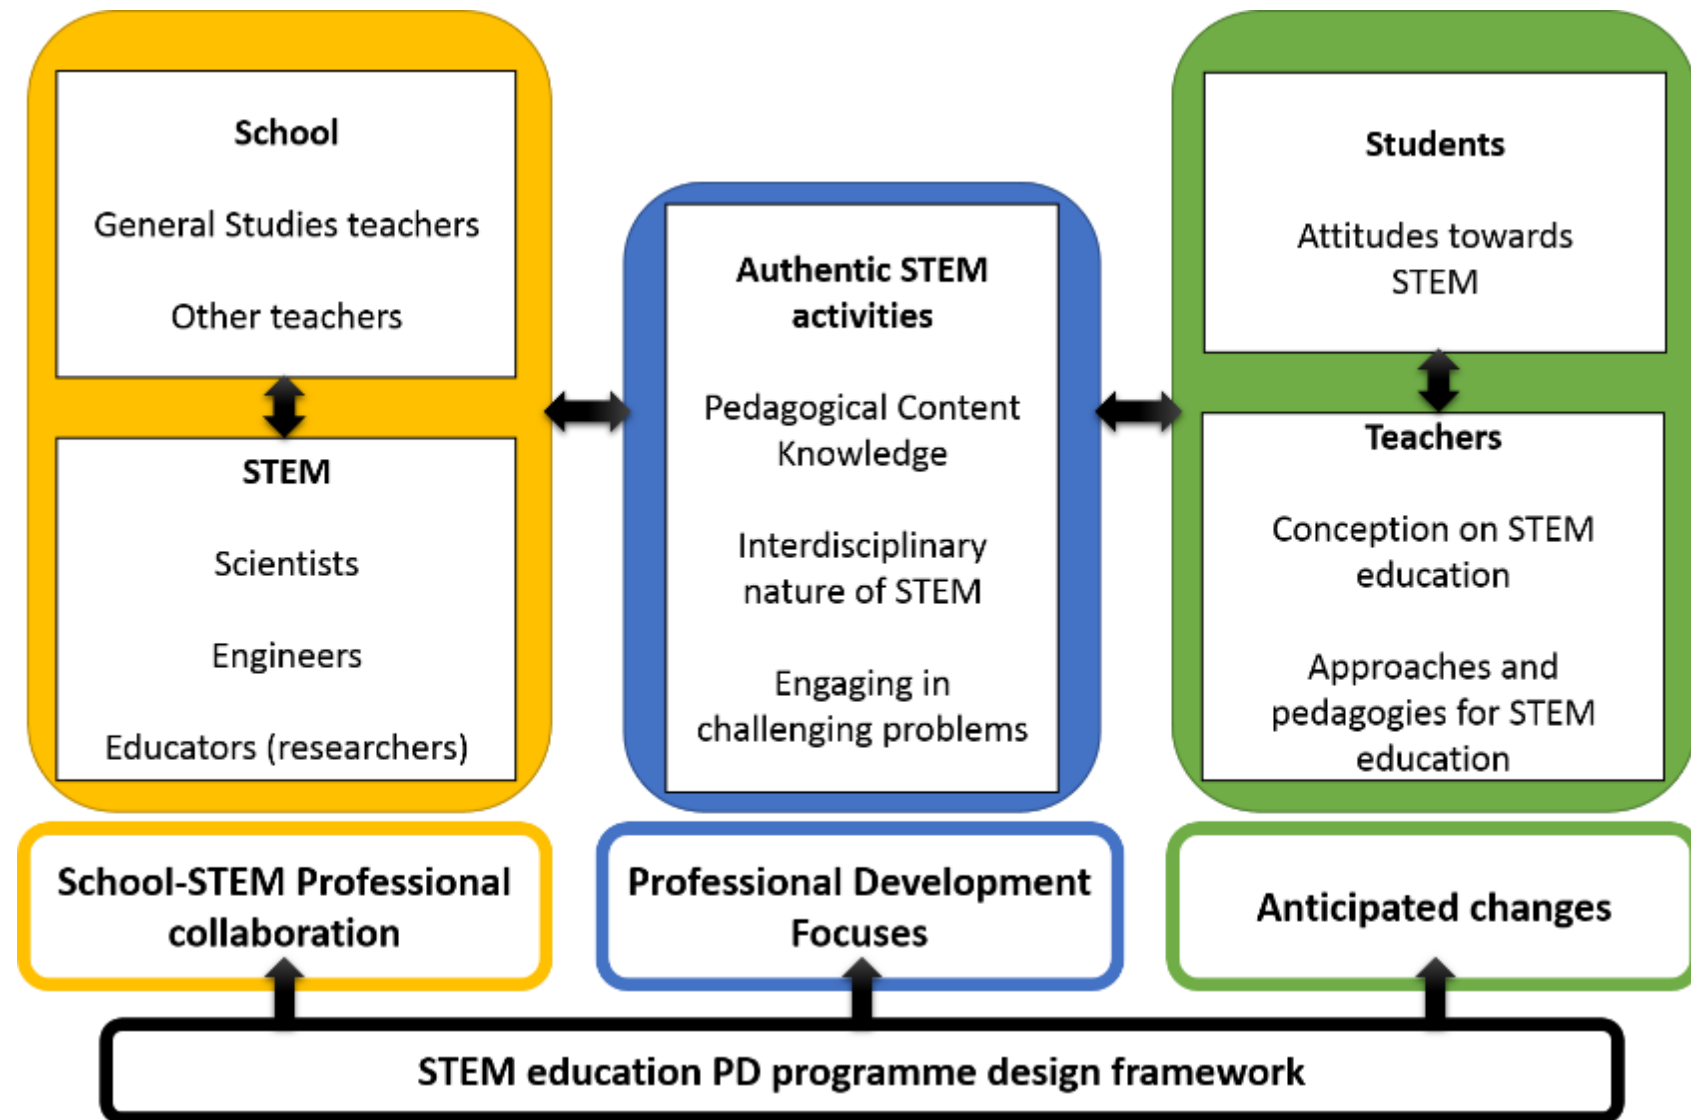 School
General Studies teachers
Other teachers
STEM
Scientists
Engineers
Educators (researchers)
School-STEM Professional
collaboration
Authentic STEM
activities
Pedagogical Content
Knowledge
Interdisciplinary
nature of STEM
Engaging in
challenging problems
Professional Development
Focuses
Students
Attitudes towards
STEM
Teachers
Conception on STEM
education
Approaches and
pedagogies for STEM
education
Anticipated changes
STEM education PD programme design framework